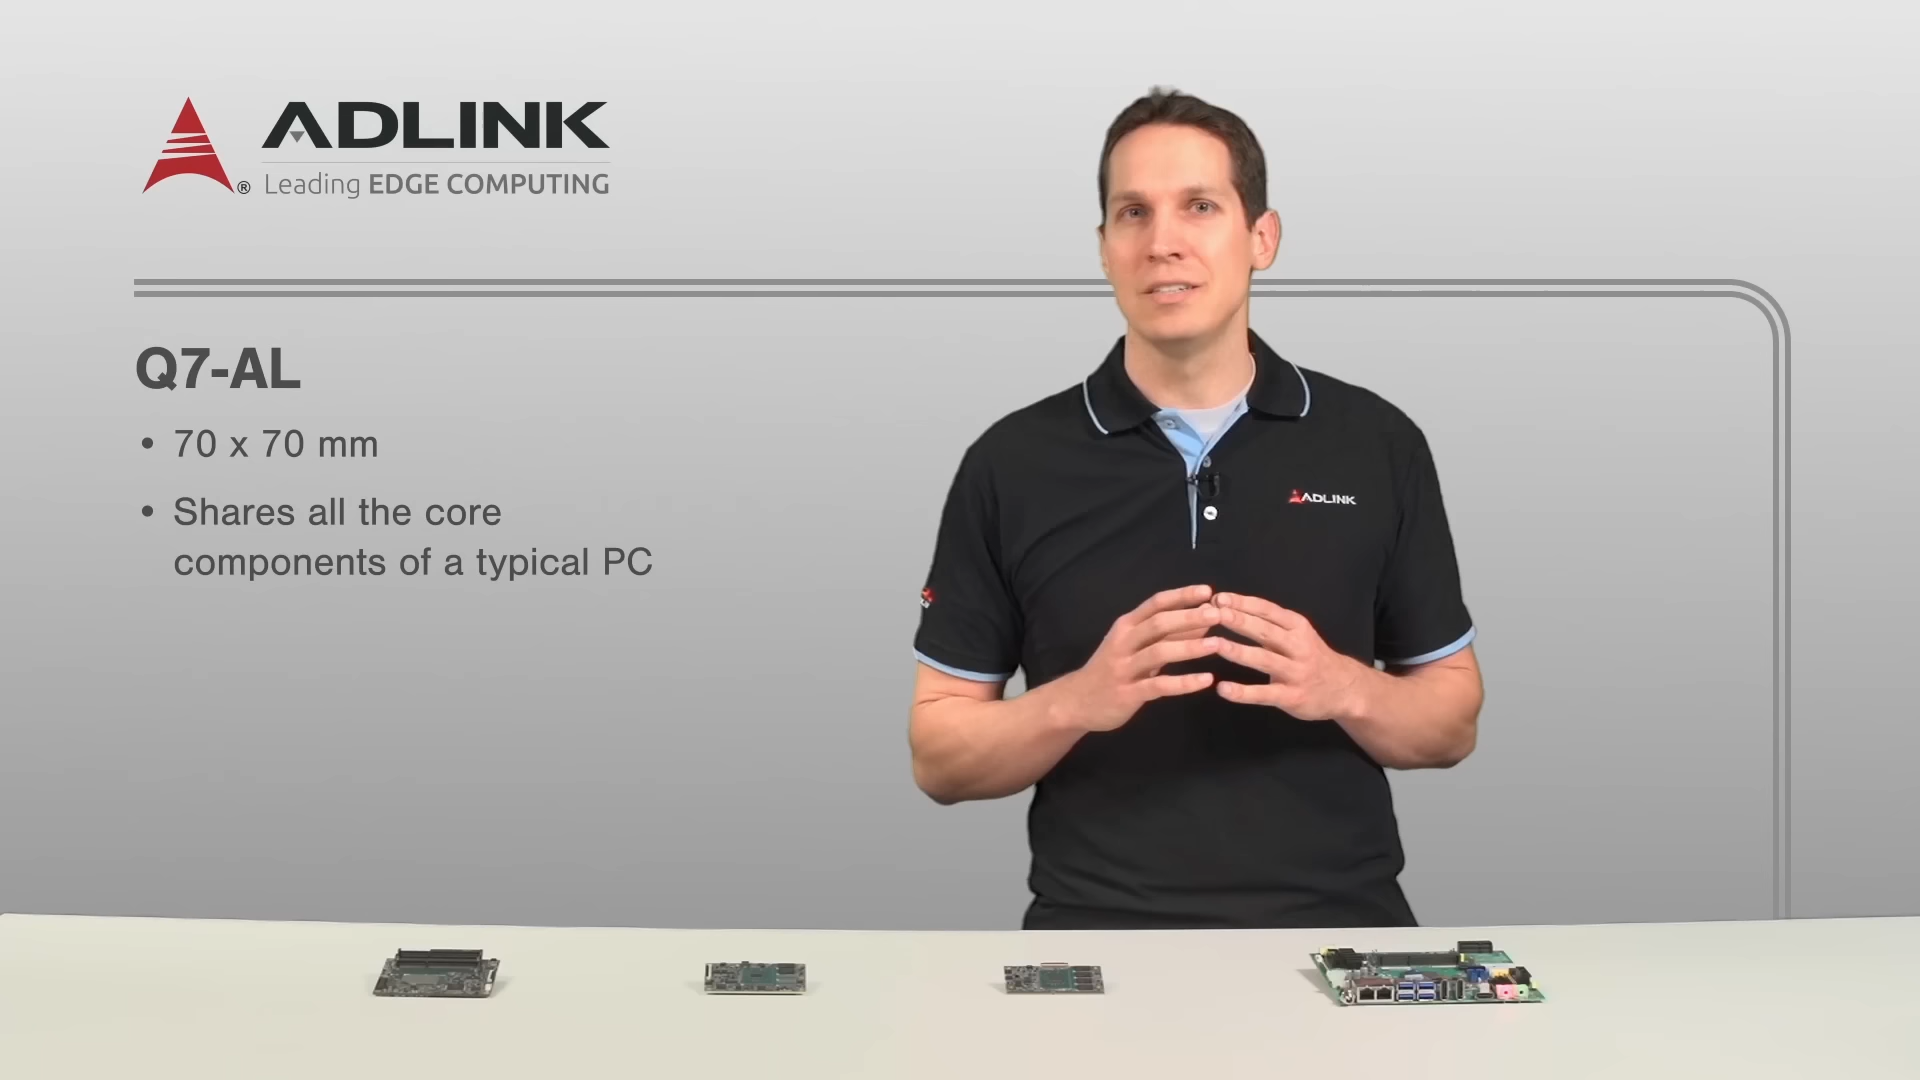 ADLINK
® Leading EDGE COMPUTING
Q7-AL
• 70 x 70 mm
• Shares all the core
components of a typical PC
ADLINK